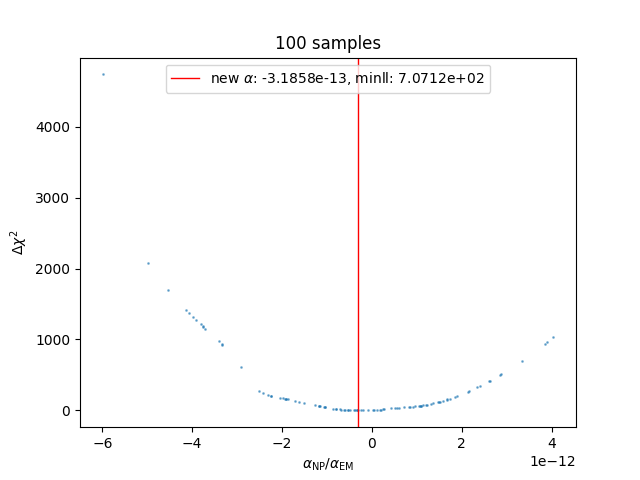 100 samples
new α: -3.1858e-13, minll: 7.0712e+02
Δχ²
4000
3000
2000
1000
0
−6 −4 −2 0 2 4
1e−12
α_NP/α_EM